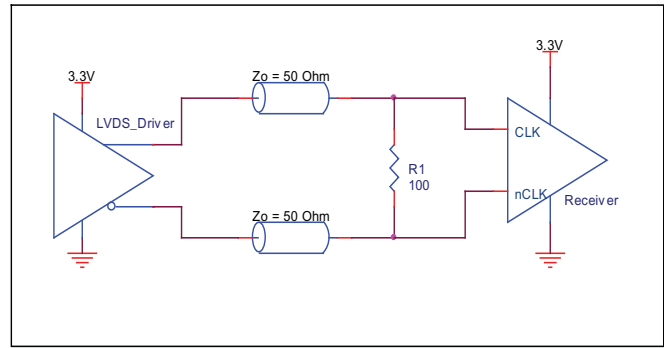 3.3V
LVDS_Driver
Zo = 50 Ohm
Zo = 50 Ohm
R1
100
3.3V
CLK
nCLK
Receiver